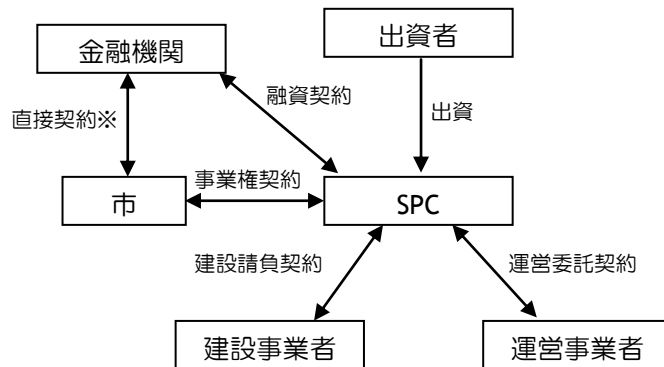 金融機関
出資者
融資契約
直接契約※
出資
事業権契約
市
SPC
建設請負契約
運営委託契約
建設事業者
運営事業者